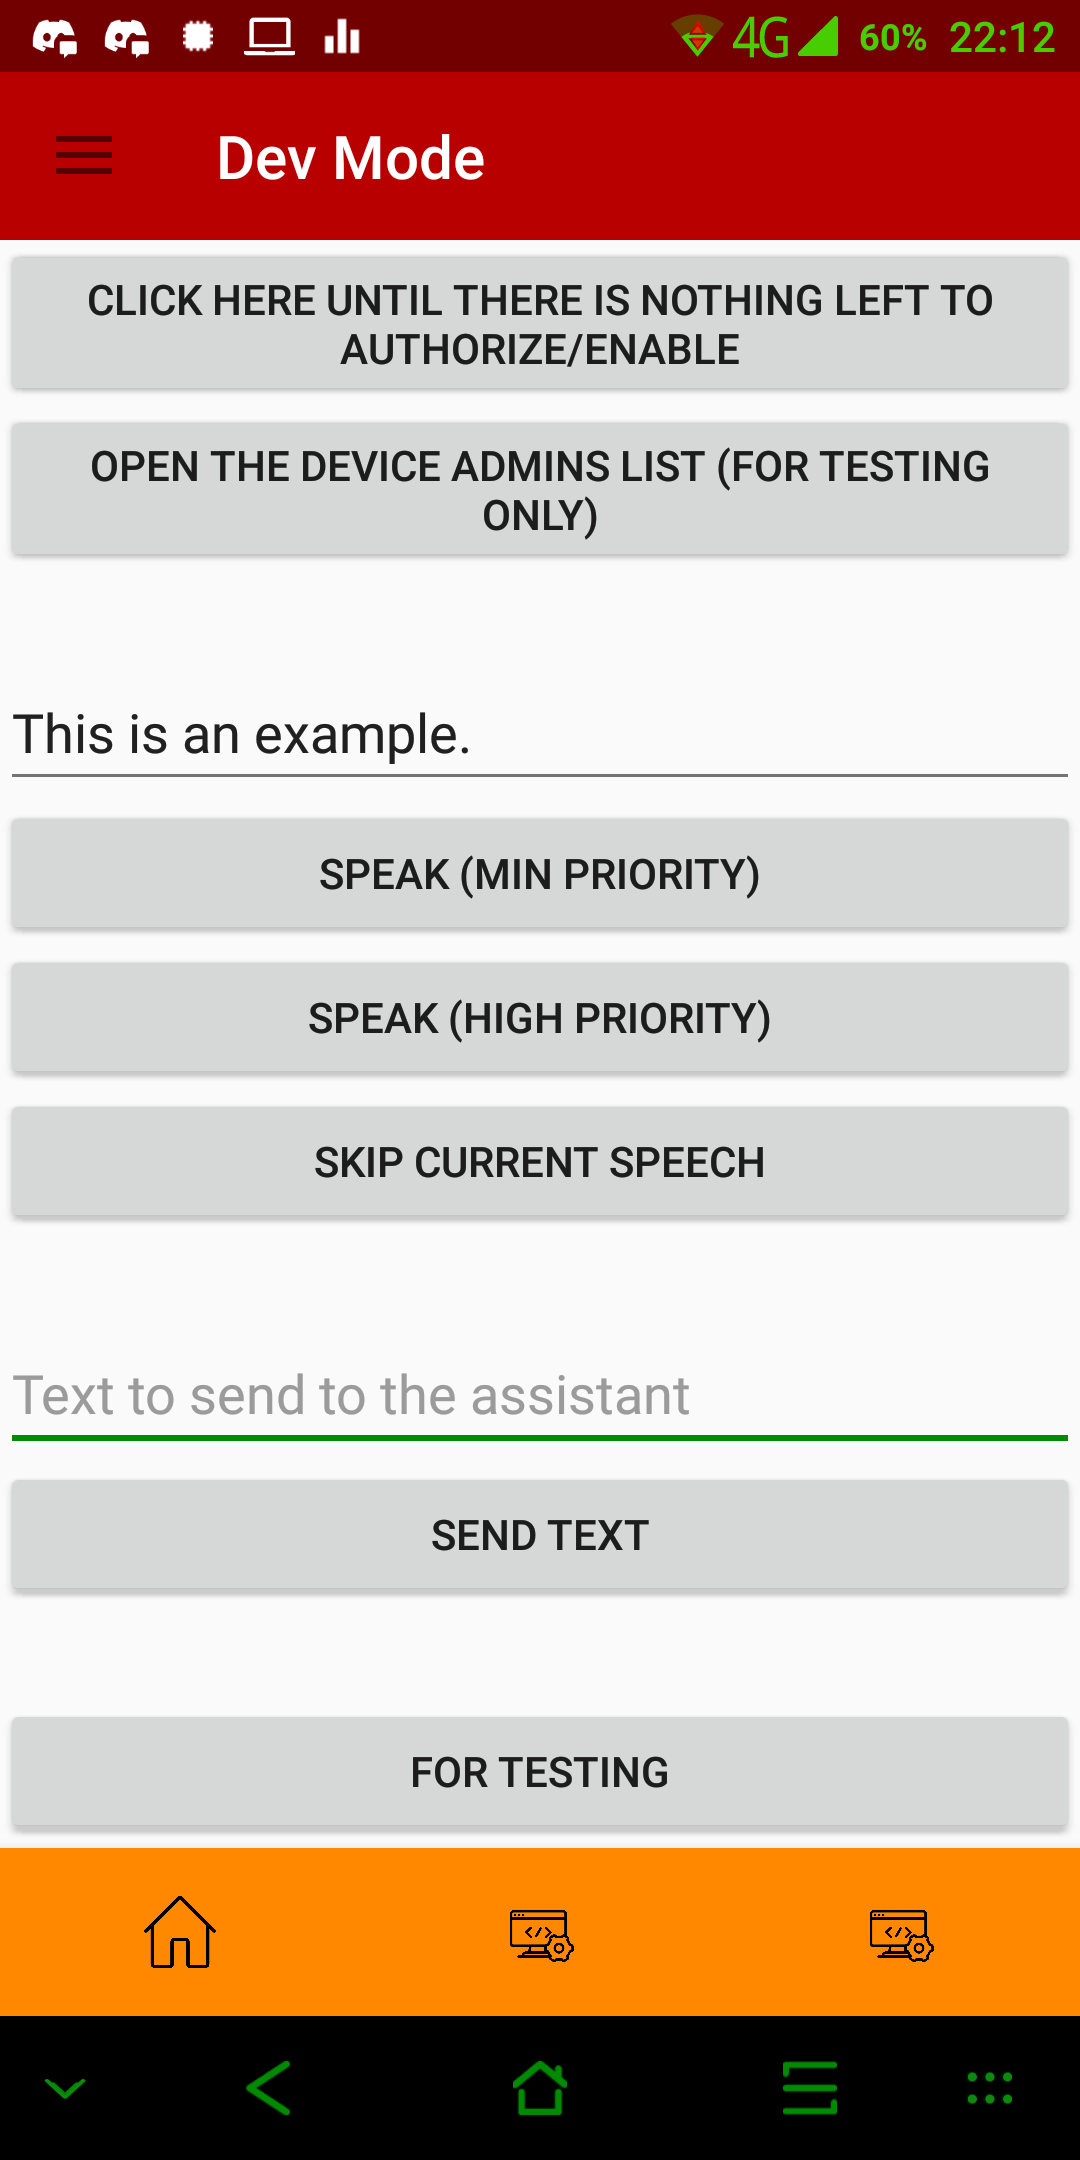 4G 60% 22:12
Dev Mode
CLICK HERE UNTIL THERE IS NOTHING LEFT TO
AUTHORIZE/ENABLE
OPEN THE DEVICE ADMINS LIST (FOR TESTING
ONLY)
This is an example.
SPEAK (MIN PRIORITY)
SPEAK (HIGH PRIORITY)
SKIP CURRENT SPEECH
Text to send to the assistant
SEND TEXT
FOR TESTING